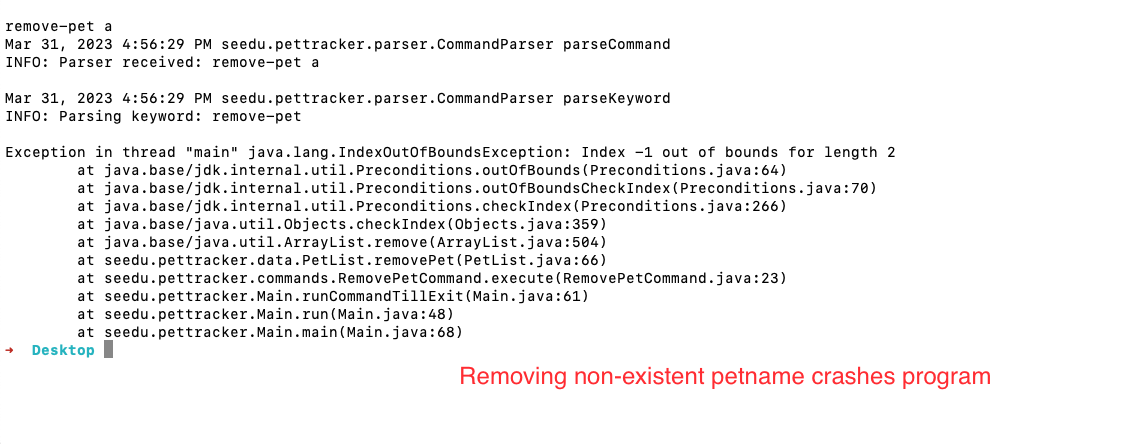 remove-pet a
Mar 31, 2023 4:56:29 PM seedu.pettracker.parser.CommandParser parseCommand
INFO: Parser received: remove-pet a
Mar 31, 2023 4:56:29 PM seedu.pettracker.parser.CommandParser parseKeyword
INFO: Parsing keyword: remove-pet
Exception in thread "main" java.lang.IndexOutOfBoundsException: Index -1 out of bounds for length 2
at java.base/jdk.internal.util.Preconditions.outOfBounds(Preconditions.java:64)
at java.base/jdk.internal.util.Preconditions.outOfBoundsCheckIndex(Preconditions.java:70)
at java.base/jdk.internal.util.Preconditions.checkIndex(Preconditions.java:266)
at java.base/java.util.Objects.checkIndex(Objects.java:359)
at java.base/java.util.ArrayList.remove(ArrayList.java:504)
at seedu.pettracker.data.PetList.removePet(PetList.java:66)
at seedu.pettracker.commands.RemovePetCommand.execute(RemovePetCommand.java:23)
at seedu.pettracker.Main.runCommandTillExit(Main.java:61)
at seedu.pettracker.Main.run(Main.java:48)
at seedu.pettracker.Main.main(Main.java:68)
→ Desktop
Removing non-existent petname crashes program